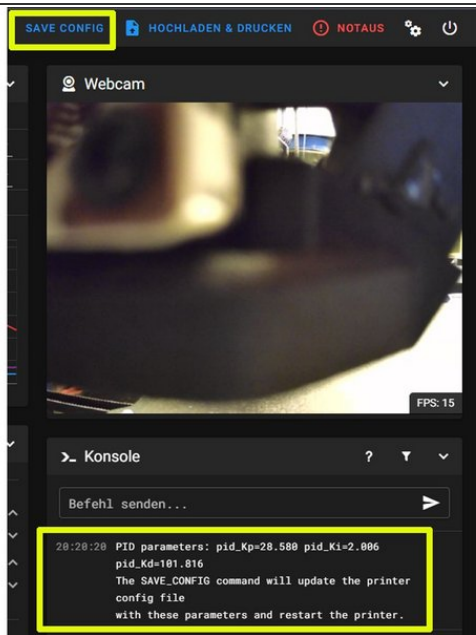 SAVE CONFIG HOCHLADEN & DRUCKEN NOTAUS
Webcam
FPS: 15
Konsole ?
Befehl senden...
20:20:20 PID parameters: pid_Kp=28.580 pid_Ki=2.006
pid_Kd=101.816
The SAVE_CONFIG command will update the printer
config file
with these parameters and restart the printer.